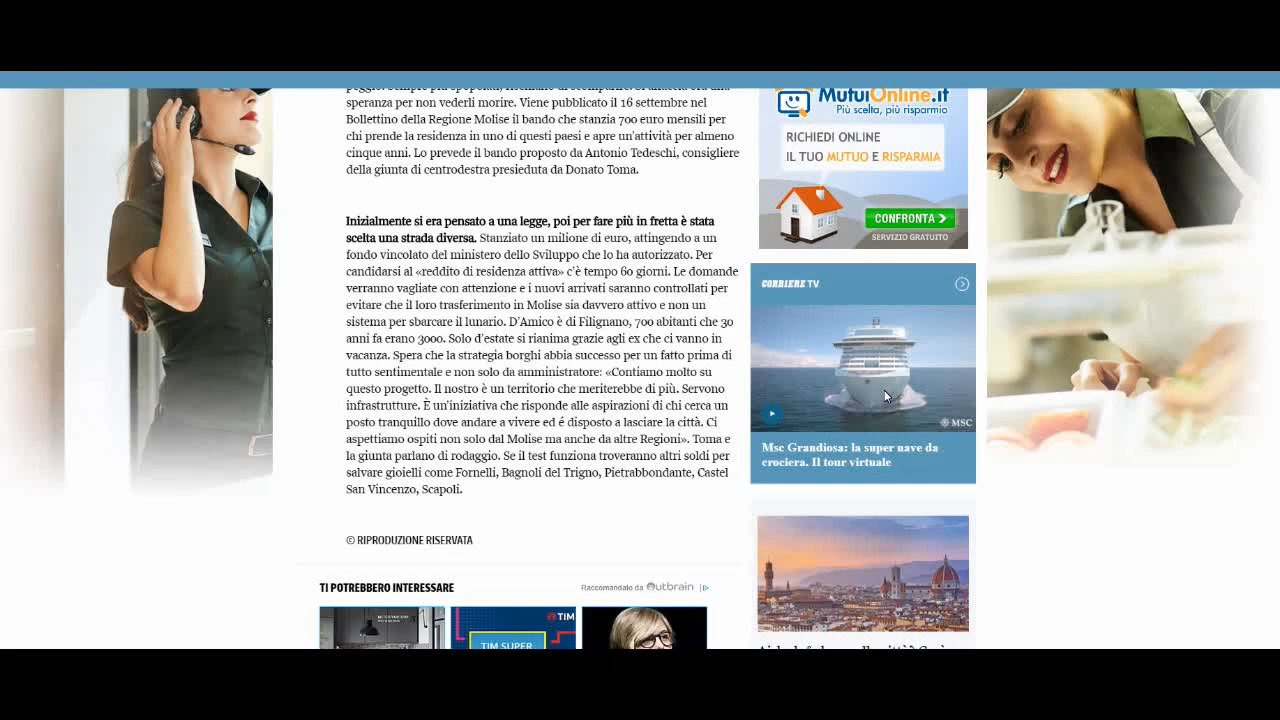 speranza per non vederli morire. Viene pubblicato il 16 settembre nel
Bollettino della Regione Molise il bando che stanzia 700 euro mensili per
chi prende la residenza in uno di questi paesi e apre un'attività per almeno
cinque anni. Lo prevede il bando proposto da Antonio Tedeschi, consigliere
della giunta di centrodestra presieduta da Donato Toma.
Inizialmente si era pensato a una legge, poi per fare più in fretta è stata
scelta una strada diversa. Stanziato un milione di euro, attingendo a un
fondo vincolato del ministero dello Sviluppo che lo ha autorizzato. Per
candidarsi al «reddito di residenza attiva» c'è tempo 60 giorni. Le domande
verranno vagliate con attenzione e i nuovi arrivati saranno controllati per
evitare che il loro trasferimento in Molise sia davvero attivo e non un
sistema per sbarcare il lunario. D'Amico è di Filignano, 700 abitanti che 30
anni fa erano 3000. Solo d'estate si rianima grazie agli ex che ci vanno in
vacanza. Spera che la strategia borghi abbia successo per un fatto prima di
tutto sentimentale e non solo da amministratore: «Contiamo molto su
questo progetto. Il nostro è un territorio che meriterebbe di più. Servono
infrastrutture. È un'iniziativa che risponde alle aspirazioni di chi cerca un
posto tranquillo dove andare a vivere ed é disposto a lasciare la città. Ci
aspettiamo ospiti non solo dal Molise ma anche da altre Regioni». Toma e
la giunta parlano di rodaggio. Se il test funziona troveranno altri soldi per
salvare gioielli come Fornelli, Bagnoli del Trigno, Pietrabbondante, Castel
San Vincenzo, Scapoli.
© RIPRODUZIONE RISERVATA
TI POTREBBERO INTERESSARE
Raccomandato da Outbrain
TIM
TIM SUPER
MutuiOnline.it
Più scelta, più risparmio
RICHIEDI ONLINE
IL TUO MUTUO E RISPARMIA
CONFRONTA
SERVIZIO GRATUITO
CORRIERE TV
MSC
Msc Grandiosa: la super nave da
crociera. Il tour virtuale